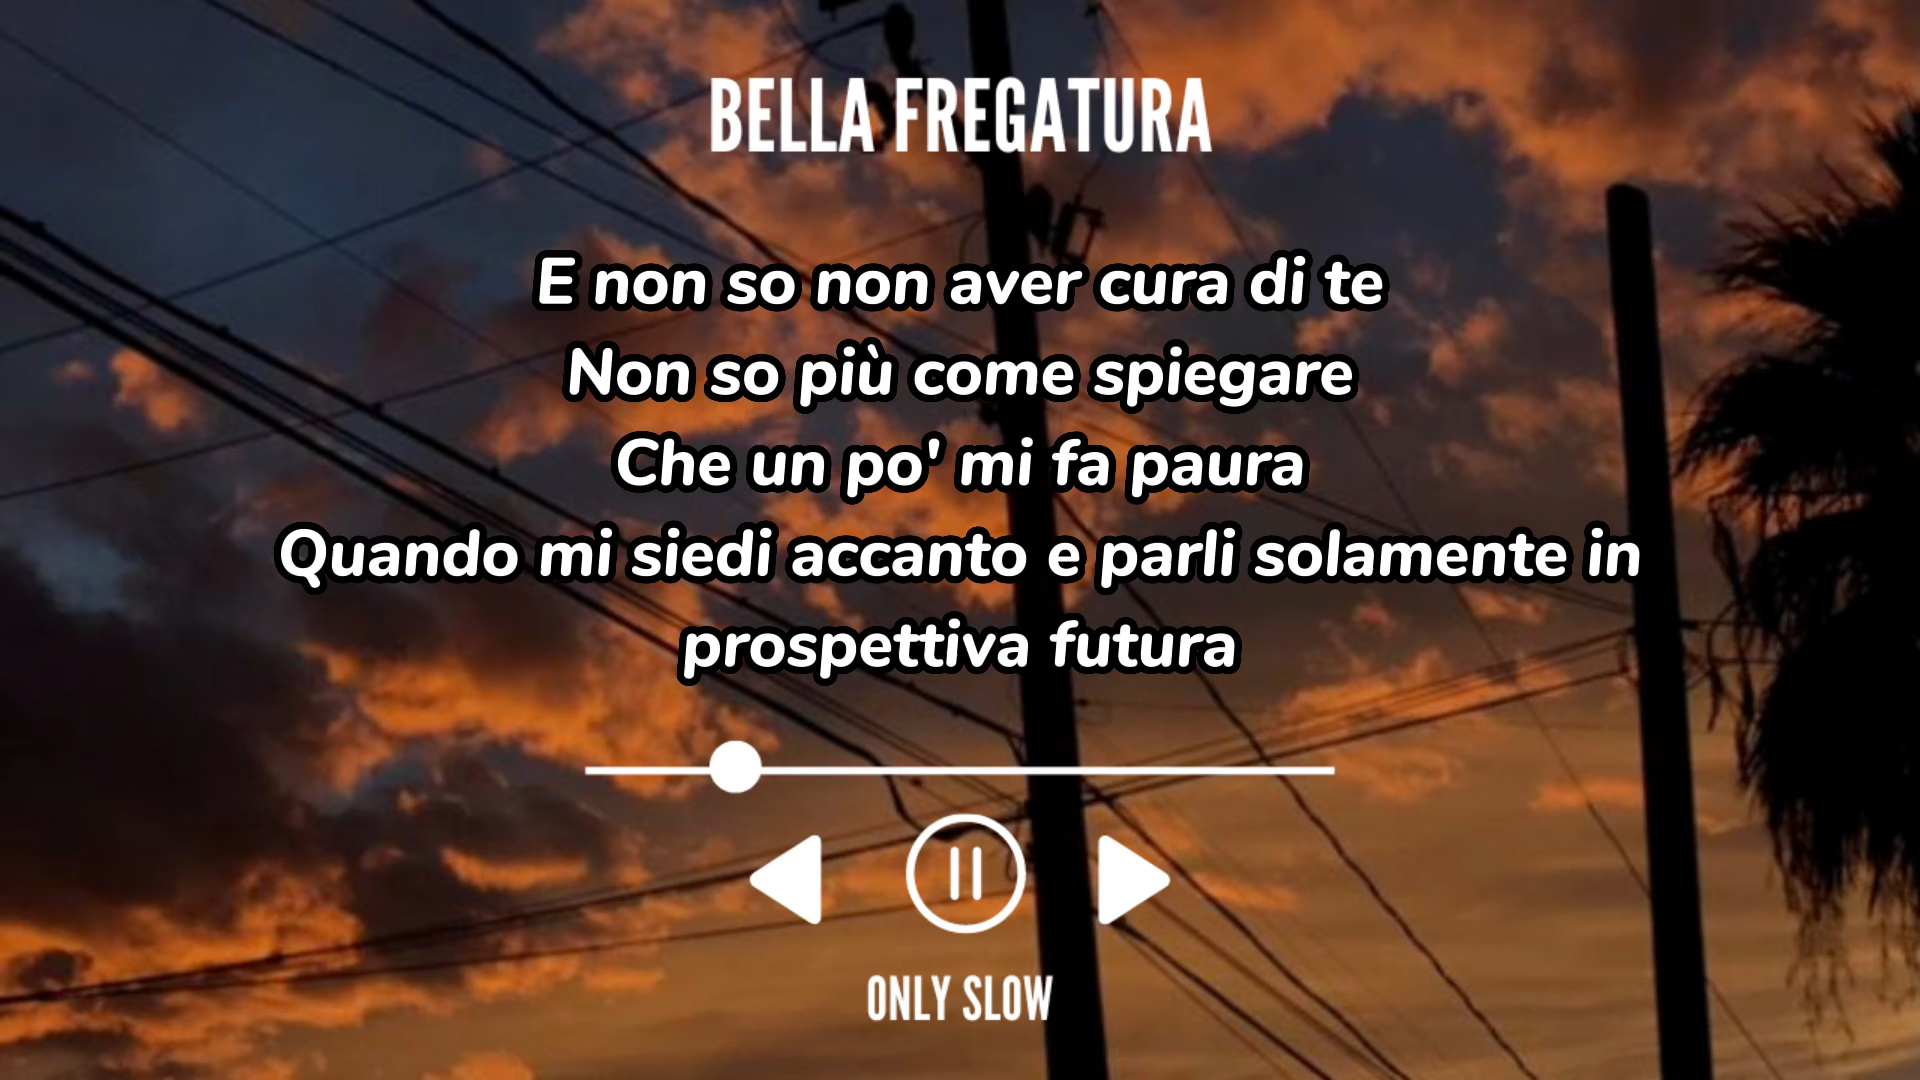 BELLA FREGATURA
E non so non aver cura di te
Non so più come spiegare
Che un po' mi fa paura
Quando mi siedi accanto e parli solamente in
prospettiva futura
ONLY SLOW